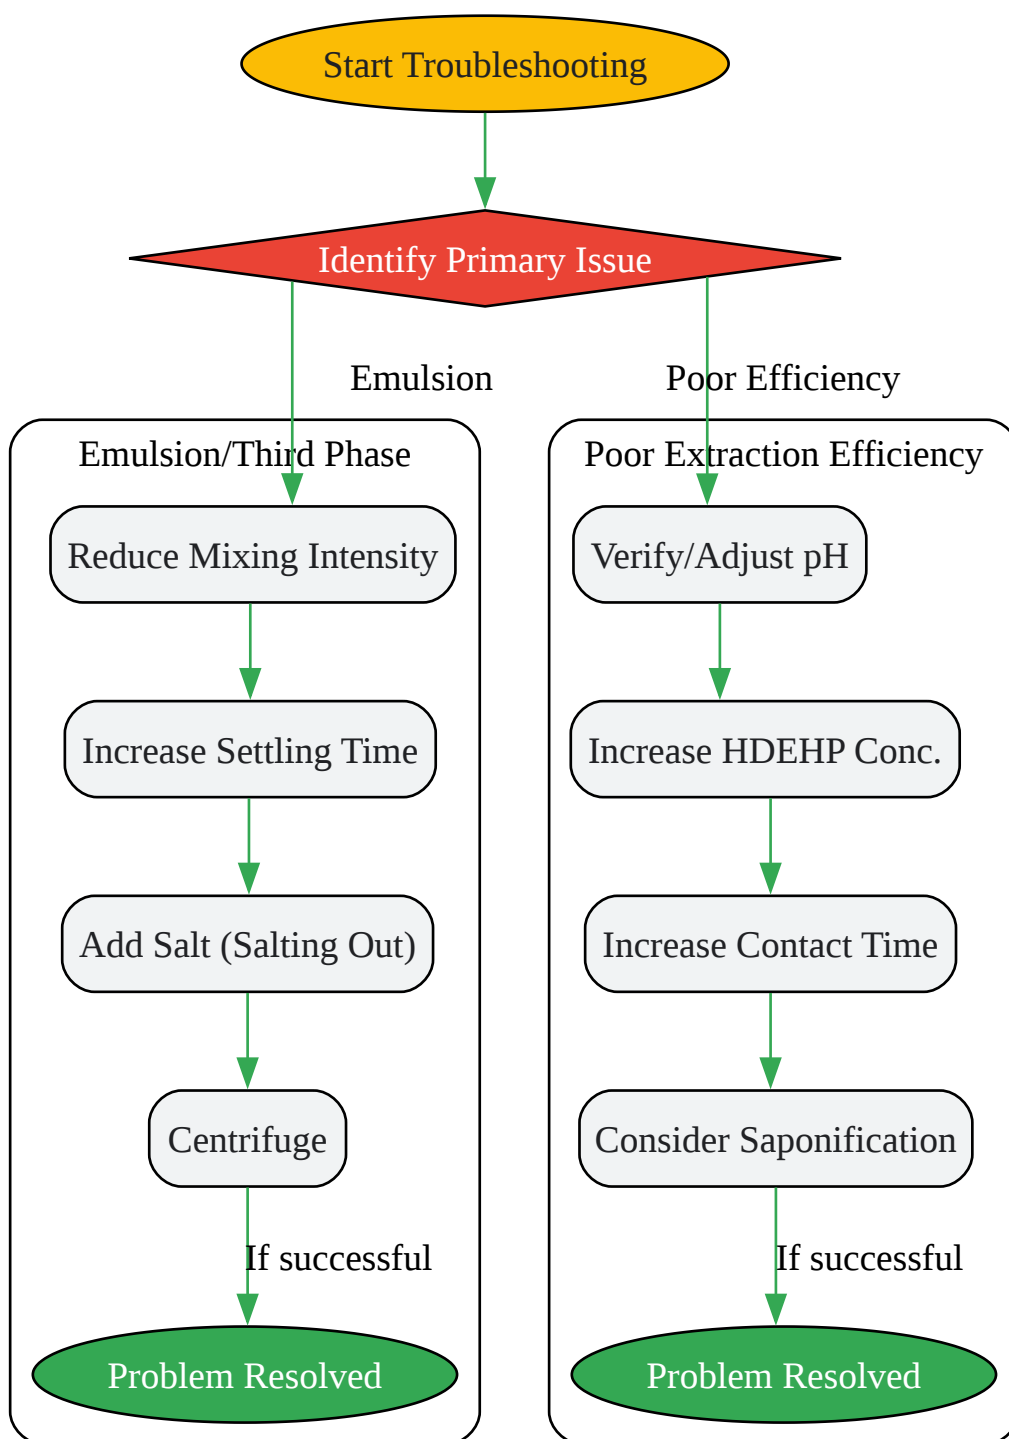 Start Troubleshooting
Identify Primary Issue
Emulsion
Poor Efficiency
Emulsion/Third Phase
Reduce Mixing Intensity
Increase Settling Time
Add Salt (Salting Out)
Centrifuge
If successful
Problem Resolved
Poor Extraction Efficiency
Verify/Adjust pH
Increase HDEHP Conc.
Increase Contact Time
Consider Saponification
If successful
Problem Resolved